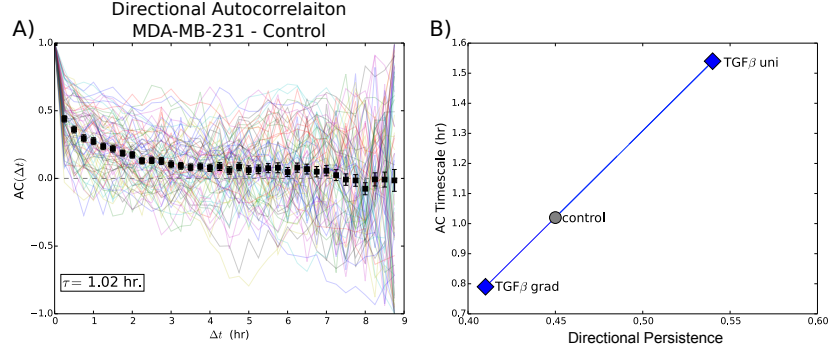 Directional Autocorrelaiton
MDA-MB-231 - Control
A)
1.0
0.5
0.0
−0.5
−1.0
AC(Δt)
τ = 1.02 hr.
0 1 2 3 4 5 6 7 8 9
Δt (hr)
B)
1.6
1.5
1.4
1.3
1.2
1.1
1.0
0.9
0.8
0.7
AC Timescale (hr)
TGFβ uni
control
TGFβ grad
0,40 0,45 0,50 0,55 0,60
Directional Persistence